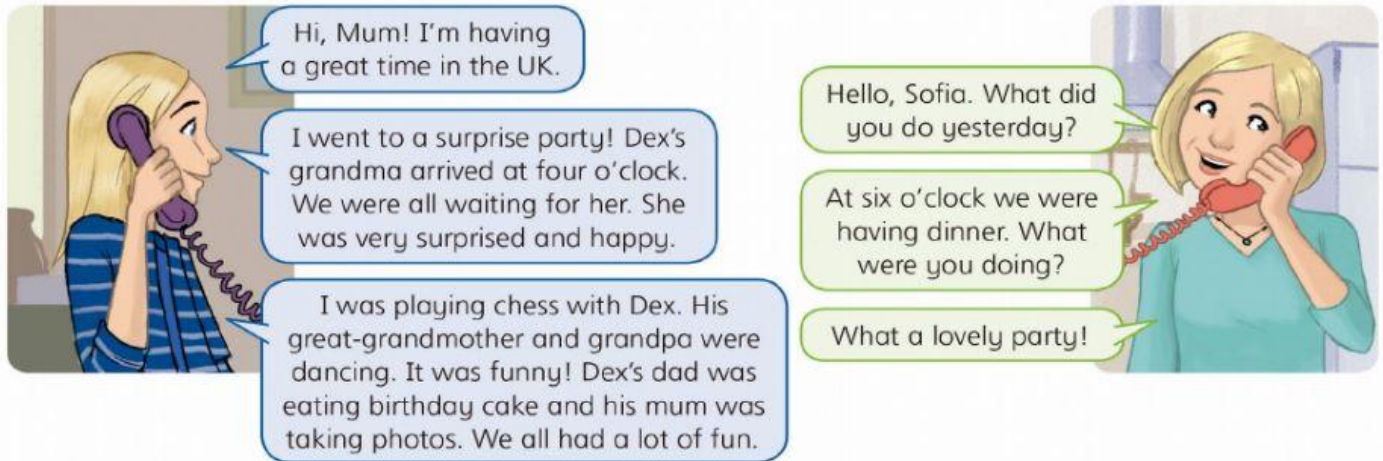 Hi, Mum! I'm having
a great time in the UK.
Hello, Sofia. What did
you do yesterday?
I went to a surprise party! Dex's
grandma arrived at four o'clock.
We were all waiting for her. She
was very surprised and happy.
At six o'clock we were
having dinner. What
were you doing?
I was playing chess with Dex. His
great-grandmother and grandpa were
dancing. It was funny! Dex's dad was
eating birthday cake and his mum was
taking photos. We all had a lot of fun.
What a lovely party!